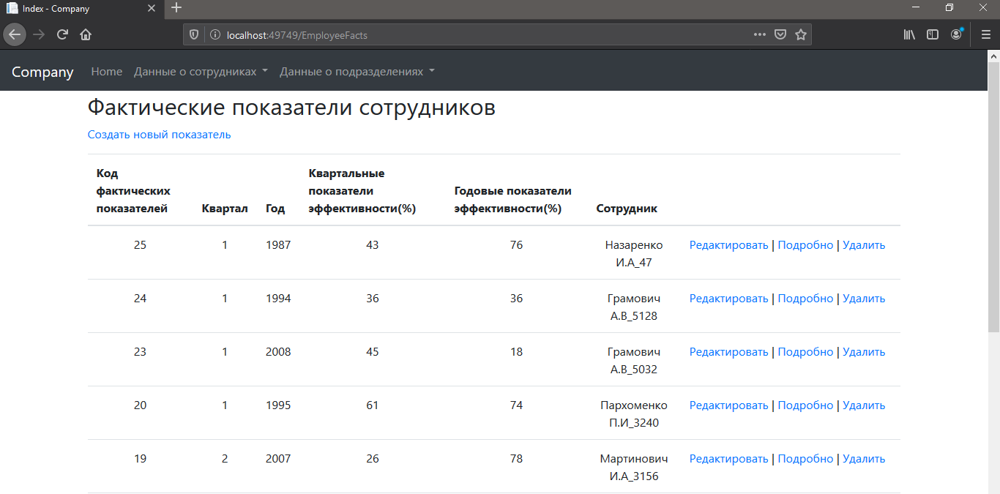 Index - Company
localhost:49749/EmployeeFacts
Company Home Данные о сотрудниках Данные о подразделениях
Фактические показатели сотрудников
Создать новый показатель
Код фактических показателей Квартал Год Квартальные показатели эффективности(%) Годовые показатели эффективности(%) Сотрудник
25 1 1987 43 76 Назаренко И.А_47 Редактировать | Подробно | Удалить
24 1 1994 36 36 Грамович А.В_5128 Редактировать | Подробно | Удалить
23 1 2008 45 18 Грамович А.В_5032 Редактировать | Подробно | Удалить
20 1 1995 61 74 Пархоменко П.И_3240 Редактировать | Подробно | Удалить
19 2 2007 26 78 Мартинович И.А_3156 Редактировать | Подробно | Удалить